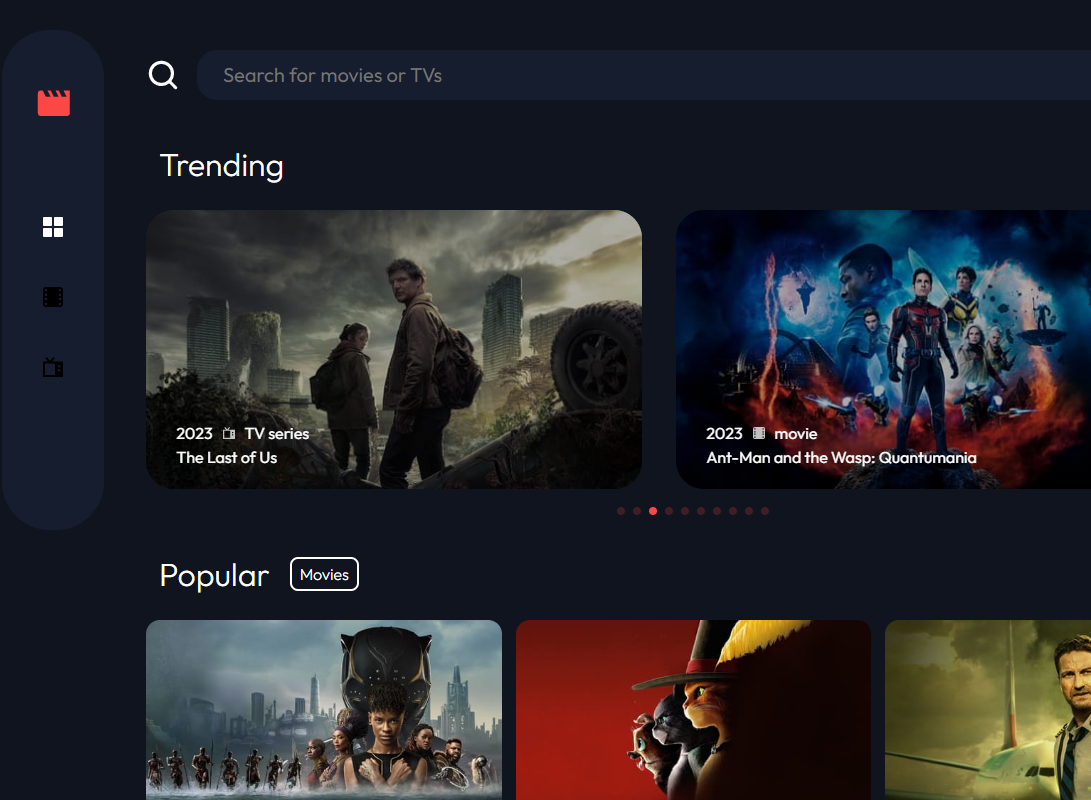 Search for movies or TVs
Trending
2023 TV series
The Last of Us
2023 movie
Ant-Man and the Wasp: Quantumania
Popular Movies